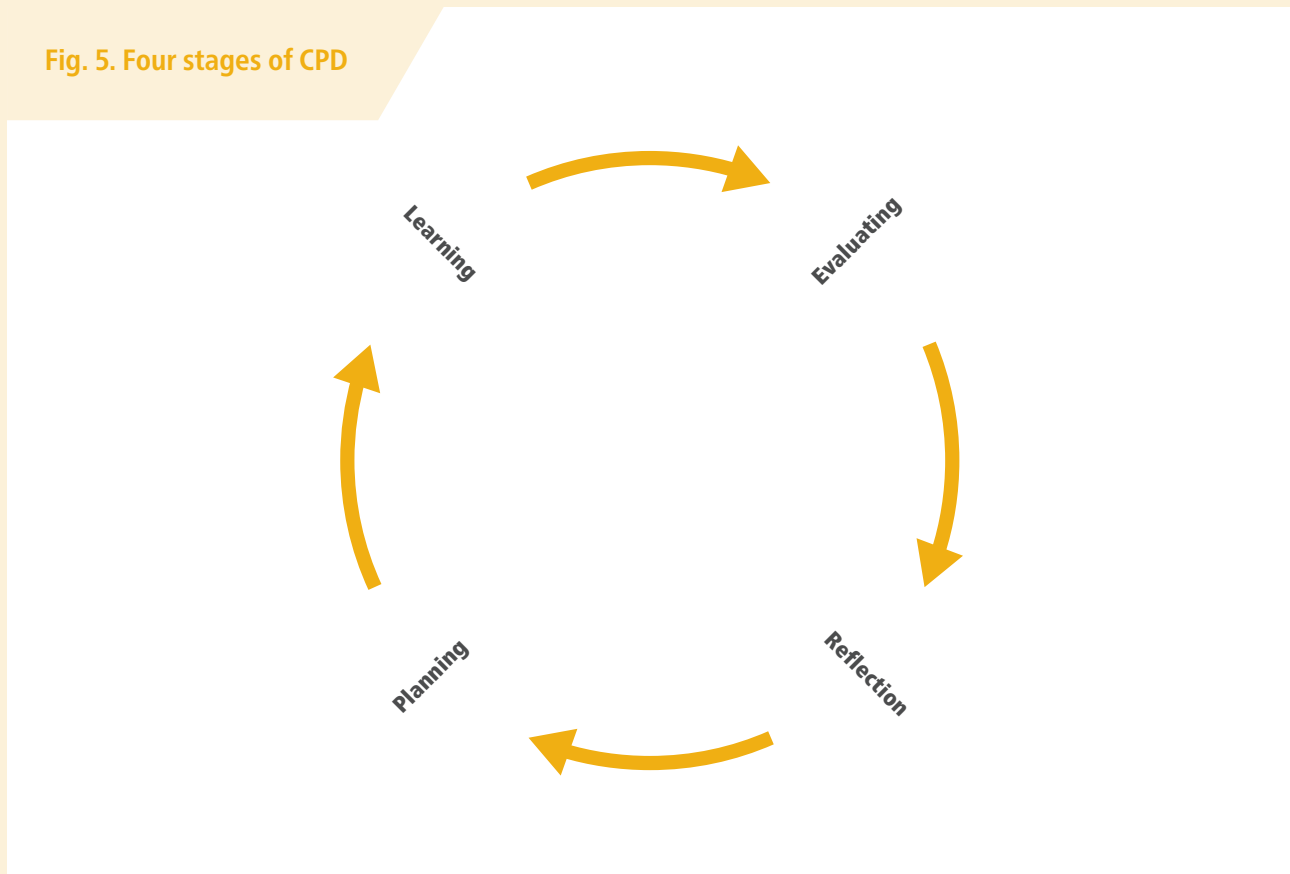 Fig. 5. Four stages of CPD
Learning
Evaluating
Reflection
Planning